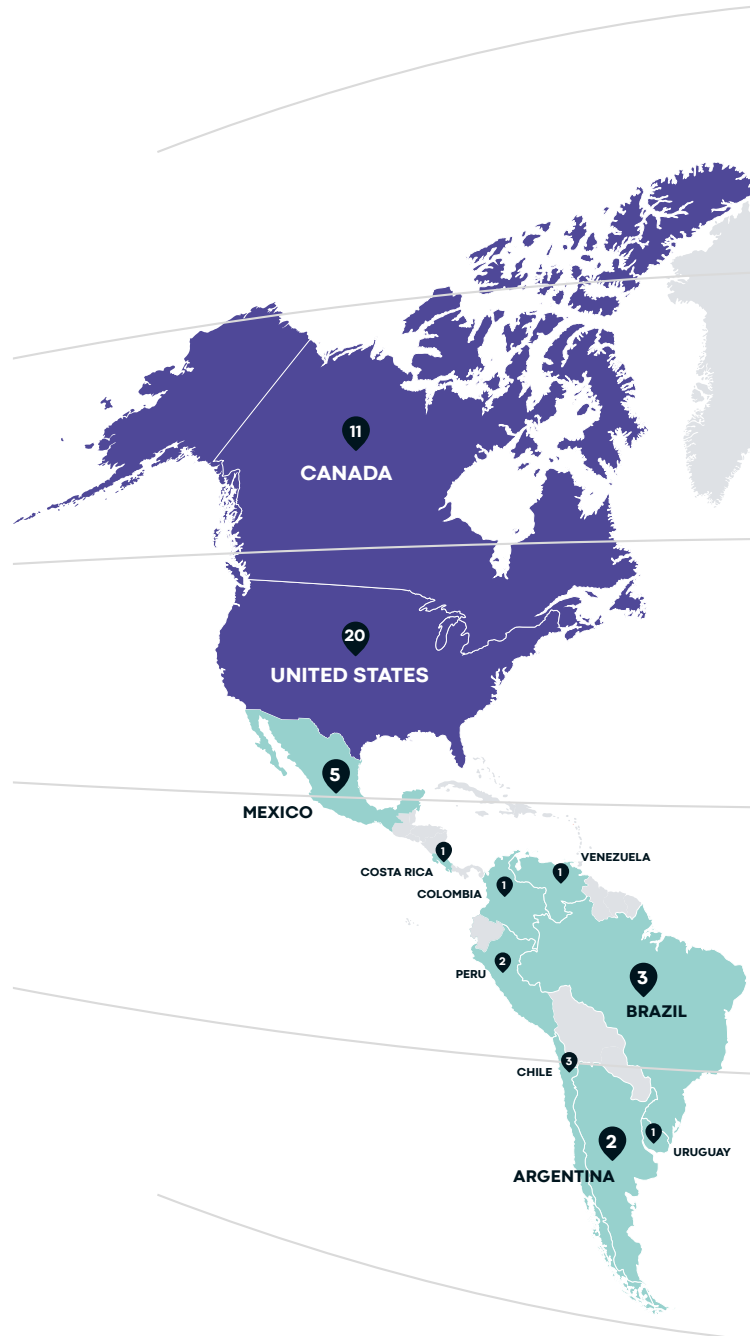 11
CANADA
20
UNITED STATES
5
MEXICO
1
COSTA RICA
1
VENEZUELA
1
COLOMBIA
2
PERU
3
BRAZIL
3
CHILE
1
URUGUAY
2
ARGENTINA